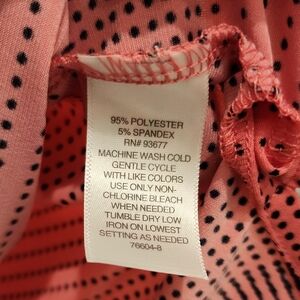 95% POLYESTER
5% SPANDEX
RN# 93677
MACHINE WASH COLD
GENTLE CYCLE
WITH LIKE COLORS
USE ONLY NON-
CHLORINE BLEACH
WHEN NEEDED
TUMBLE DRY LOW
IRON ON LOWEST
SETTING AS NEEDED
76604-8